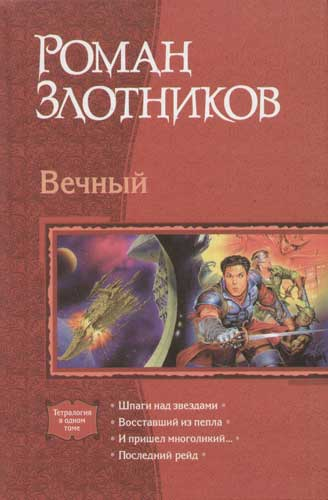 РОМАН
ЗЛОТНИКОВ
Вечный
Тетралогия
в одном
томе
• Шпаги над звездами •
• Восставший из пепла •
• И пришел многоликий... •
• Последний рейд •